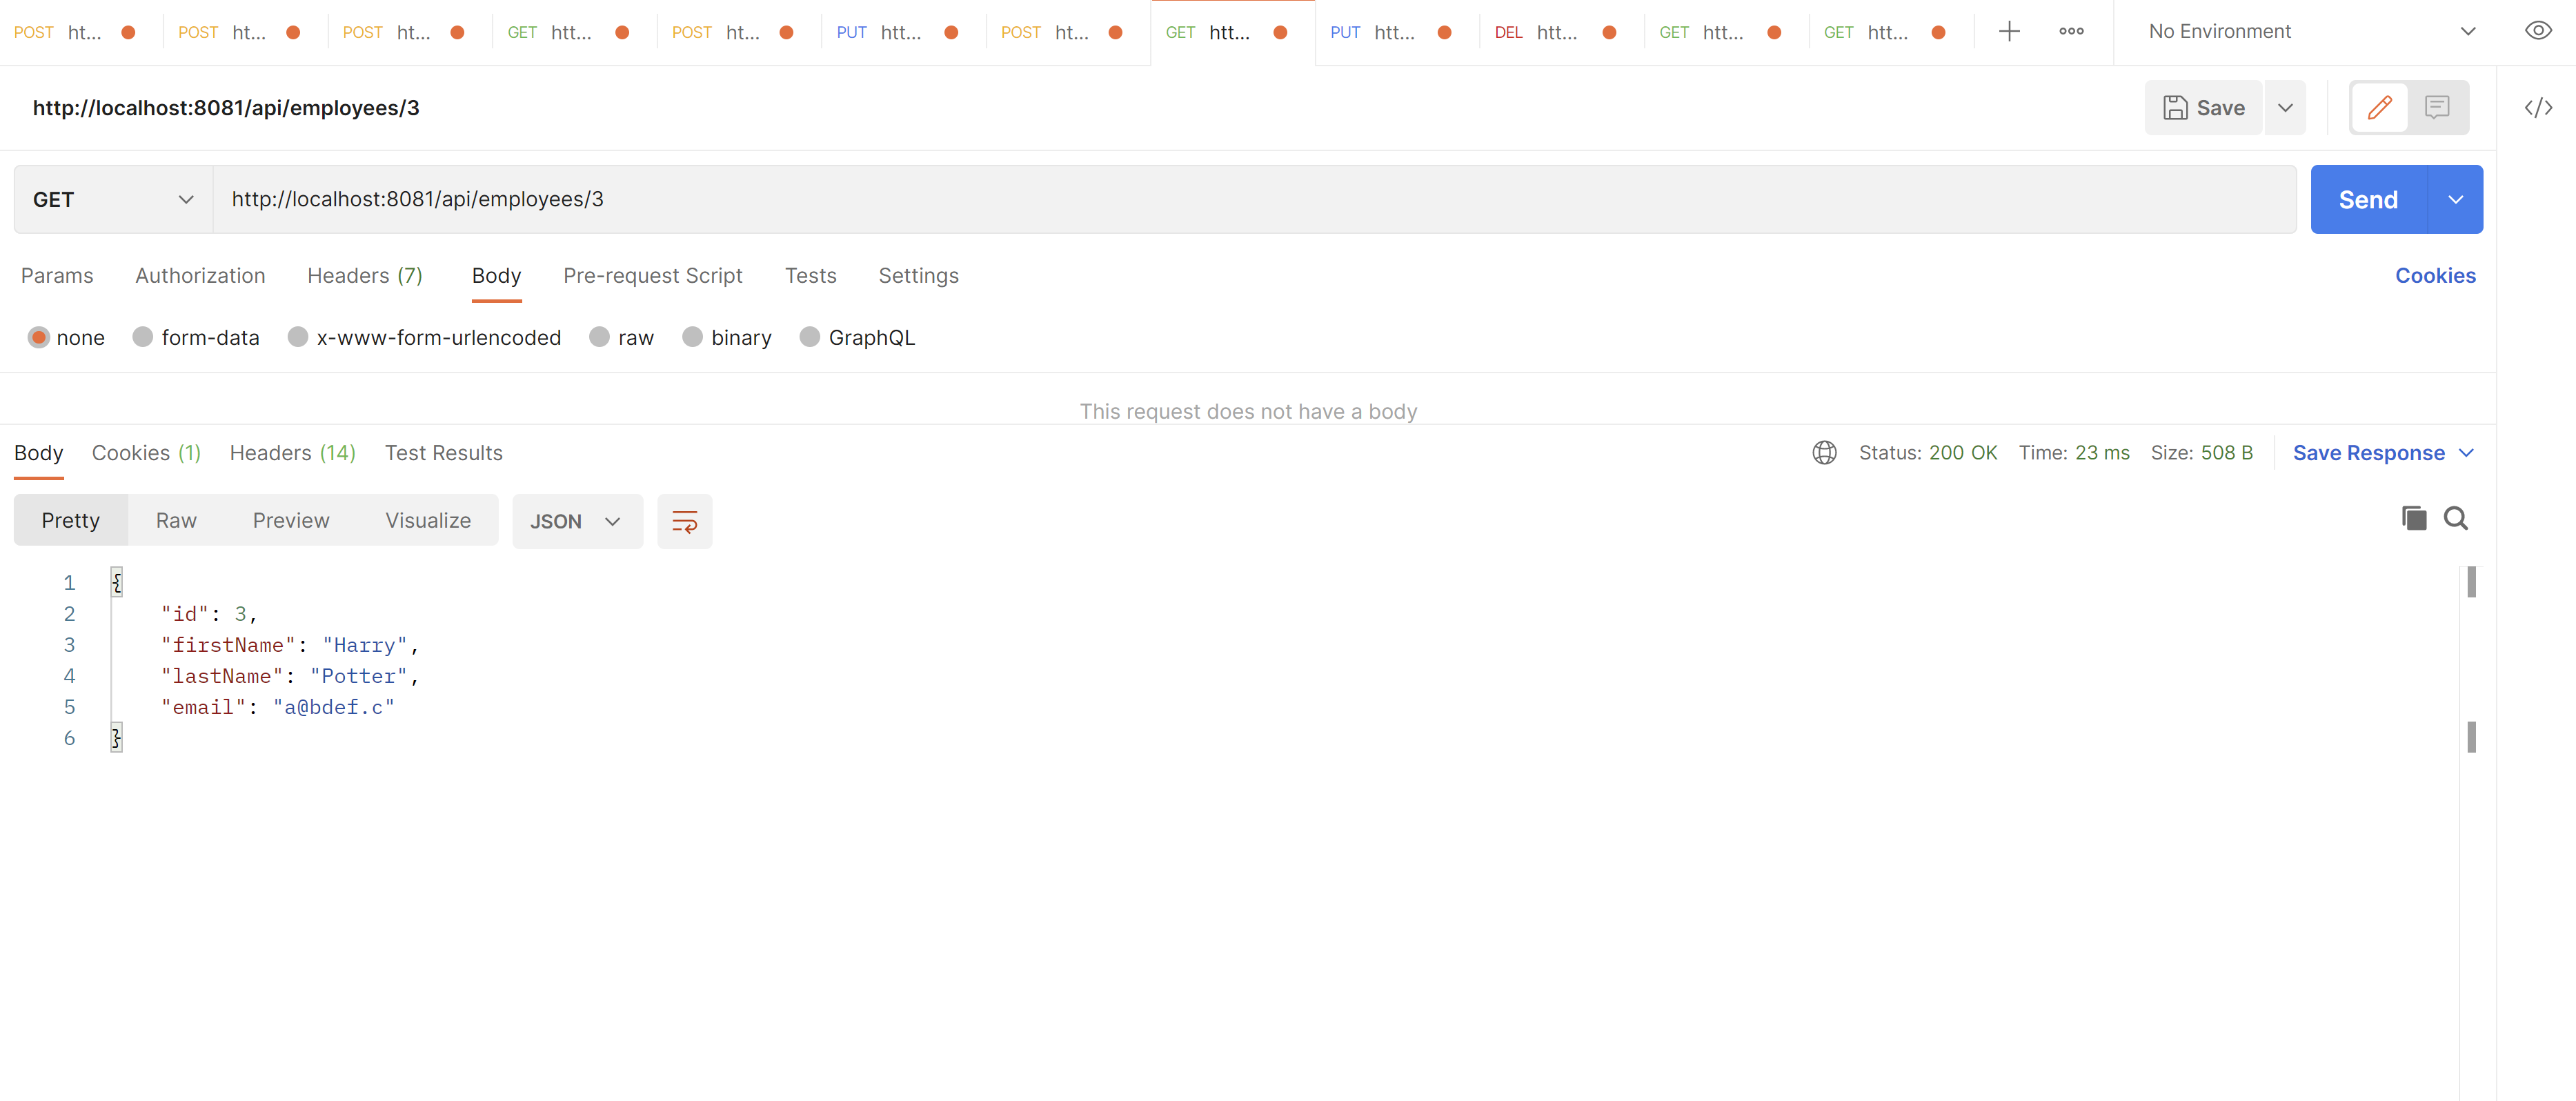 POST ht... POST ht... POST ht... GET htt... POST ht... PUT htt... POST ht... GET htt... PUT htt... DEL htt... GET htt... GET htt... No Environment
http://localhost:8081/api/employees/3 Save
GET http://localhost:8081/api/employees/3 Send
Params Authorization Headers (7) Body Pre-request Script Tests Settings Cookies
none form-data x-www-form-urlencoded raw binary GraphQL
This request does not have a body
Body Cookies (1) Headers (14) Test Results Status: 200 OK Time: 23 ms Size: 508 B Save Response
Pretty Raw Preview Visualize JSON
1 {
2 "id": 3,
3 "firstName": "Harry",
4 "lastName": "Potter",
5 "email": "a@bdef.c"
6 }